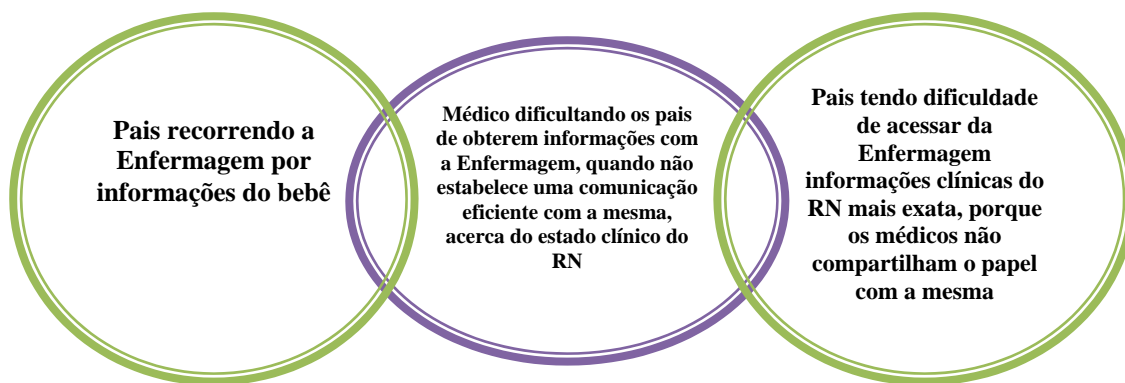 Pais recorrendo a
Enfermagem por
informações do bebê
Médico dificultando os pais
de obterem informações com
a Enfermagem, quando não
estabelece uma comunicação
eficiente com a mesma,
acerca do estado clínico do
RN
Pais tendo dificuldade
de acessar da
Enfermagem
informações clínicas do
RN mais exata, porque
os médicos não
compartilham o papel
com a mesma